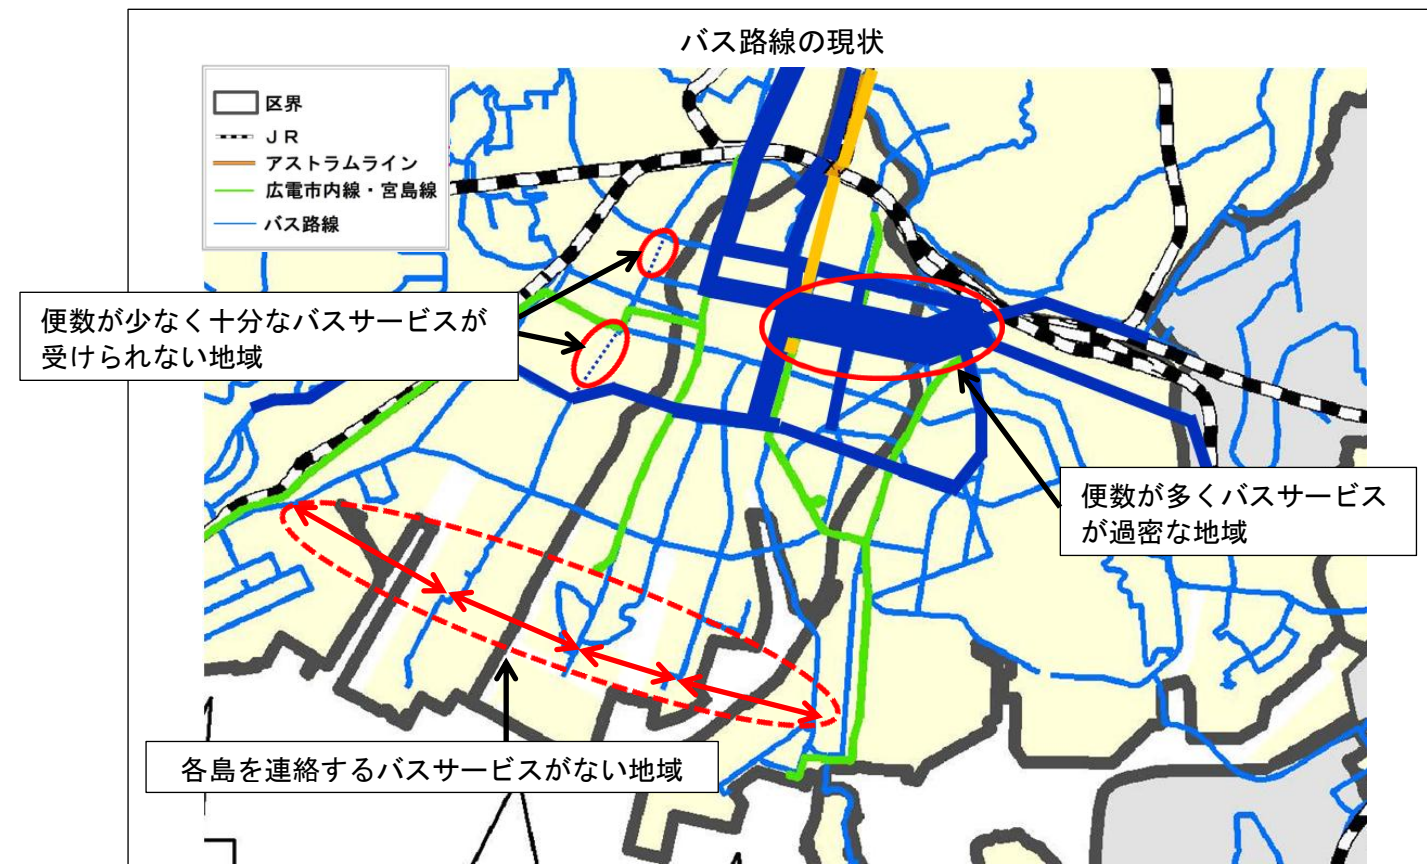 バス路線の現状
区界
ＪＲ
アストラムライン
広電市内線・宮島線
バス路線
便数が少なく十分なバスサービスが
受けられない地域
便数が多くバスサービス
が過密な地域
各島を連絡するバスサービスがない地域